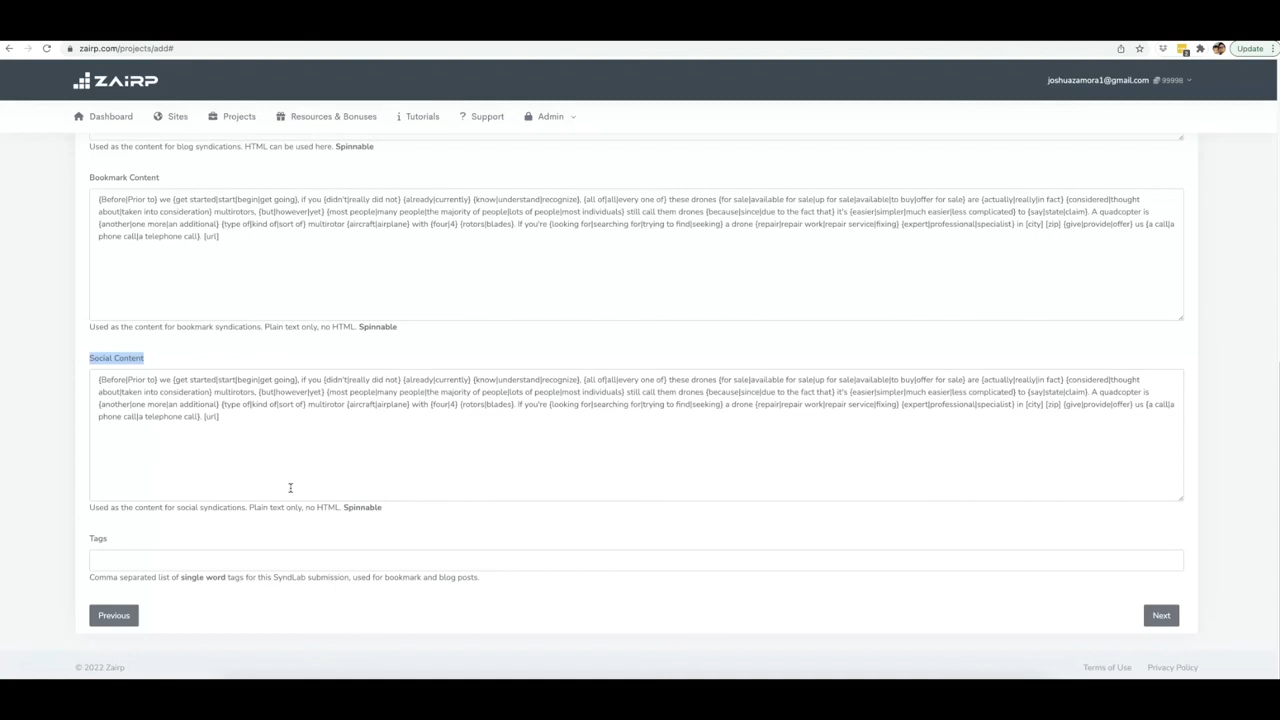 zairp.com/projects/add#
Update
ZAiRP
joshuazamora1@gmail.com 99998
Dashboard Sites Projects Resources & Bonuses Tutorials Support Admin
Used as the content for blog syndications. HTML can be used here. Spinnable
Bookmark Content
{Before|Prior to} we {get started|start|begin|get going}, if you {didn't|really did not} {already|currently} {know|understand|recognize}, {all of|all|every one of} these drones {for sale|available for sale|up for sale|available|to buy|offer for sale} are {actually|really|in fact} {considered|thought
about|taken into consideration} multirotors, {but|however|yet} {most people|many people|the majority of people|lots of people|most individuals} still call them drones {because|since|due to the fact that} it's {easier|simpler|much easier|less complicated} to {say|state|claim}. A quadcopter is
{another|one more|an additional} {type of|kind of|sort of} multirotor {aircraft|airplane} with {four|4} {rotors|blades}. If you're {looking for|searching for|trying to find|seeking} a drone {repair|repair work|repair service|fixing} {expert|professional|specialist} in [city] [zip] {give|provide|offer} us {a call|a
phone call|a telephone call}. [url]
Used as the content for bookmark syndications. Plain text only, no HTML. Spinnable
Social Content
{Before|Prior to} we {get started|start|begin|get going}, if you {didn't|really did not} {already|currently} {know|understand|recognize}, {all of|all|every one of} these drones {for sale|available for sale|up for sale|available|to buy|offer for sale} are {actually|really|in fact} {considered|thought
about|taken into consideration} multirotors, {but|however|yet} {most people|many people|the majority of people|lots of people|most individuals} still call them drones {because|since|due to the fact that} it's {easier|simpler|much easier|less complicated} to {say|state|claim}. A quadcopter is
{another|one more|an additional} {type of|kind of|sort of} multirotor {aircraft|airplane} with {four|4} {rotors|blades}. If you're {looking for|searching for|trying to find|seeking} a drone {repair|repair work|repair service|fixing} {expert|professional|specialist} in [city] [zip] {give|provide|offer} us {a call|a
phone call|a telephone call}. [url]
Used as the content for social syndications. Plain text only, no HTML. Spinnable
Tags
Comma separated list of single word tags for this SyndLab submission, used for bookmark and blog posts.
Previous Next
© 2022 Zairp Terms of Use Privacy Policy